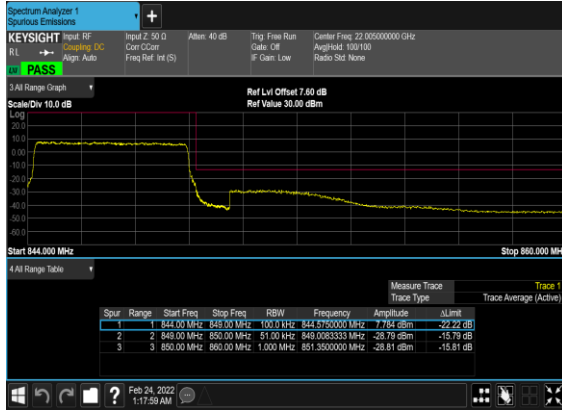 Spectrum Analyzer 1
Spurious Emissions
+
KEYSIGHT Input: RF Input Z: 50 Ω Atten: 40 dB Trig: Free Run Center Freq: 22.005000000 GHz
RL Coupling: DC Corr CCorr Gate: Off Avg|Hold: 100/100
Align: Auto Freq Ref: Int (S) IF Gain: Low Radio Std: None
PASS
3 All Range Graph Ref Lvl Offset 7.60 dB
Scale/Div 10.0 dB Ref Value 30.00 dBm
Log
20.0
10.0
0.00
-10.0
-20.0
-30.0
-40.0
-50.0
-60.0
Start 844.000 MHz Stop 860.000 MH
4 All Range Table
Measure Trace Trace 1
Trace Type Trace Average (Active)
Spur Range Start Freq Stop Freq RBW Frequency Amplitude ΔLimit
1 1 844.00 MHz 849.00 MHz 100.0 kHz 844.5750000 MHz 7.784 dBm -22.22 dB
2 2 849.00 MHz 850.00 MHz 51.00 kHz 849.0083333 MHz -28.79 dBm -15.79 dB
3 3 850.00 MHz 860.00 MHz 1.000 MHz 851.3500000 MHz -28.81 dBm -15.81 dB
? Feb 24, 2022
1:17:59 AM